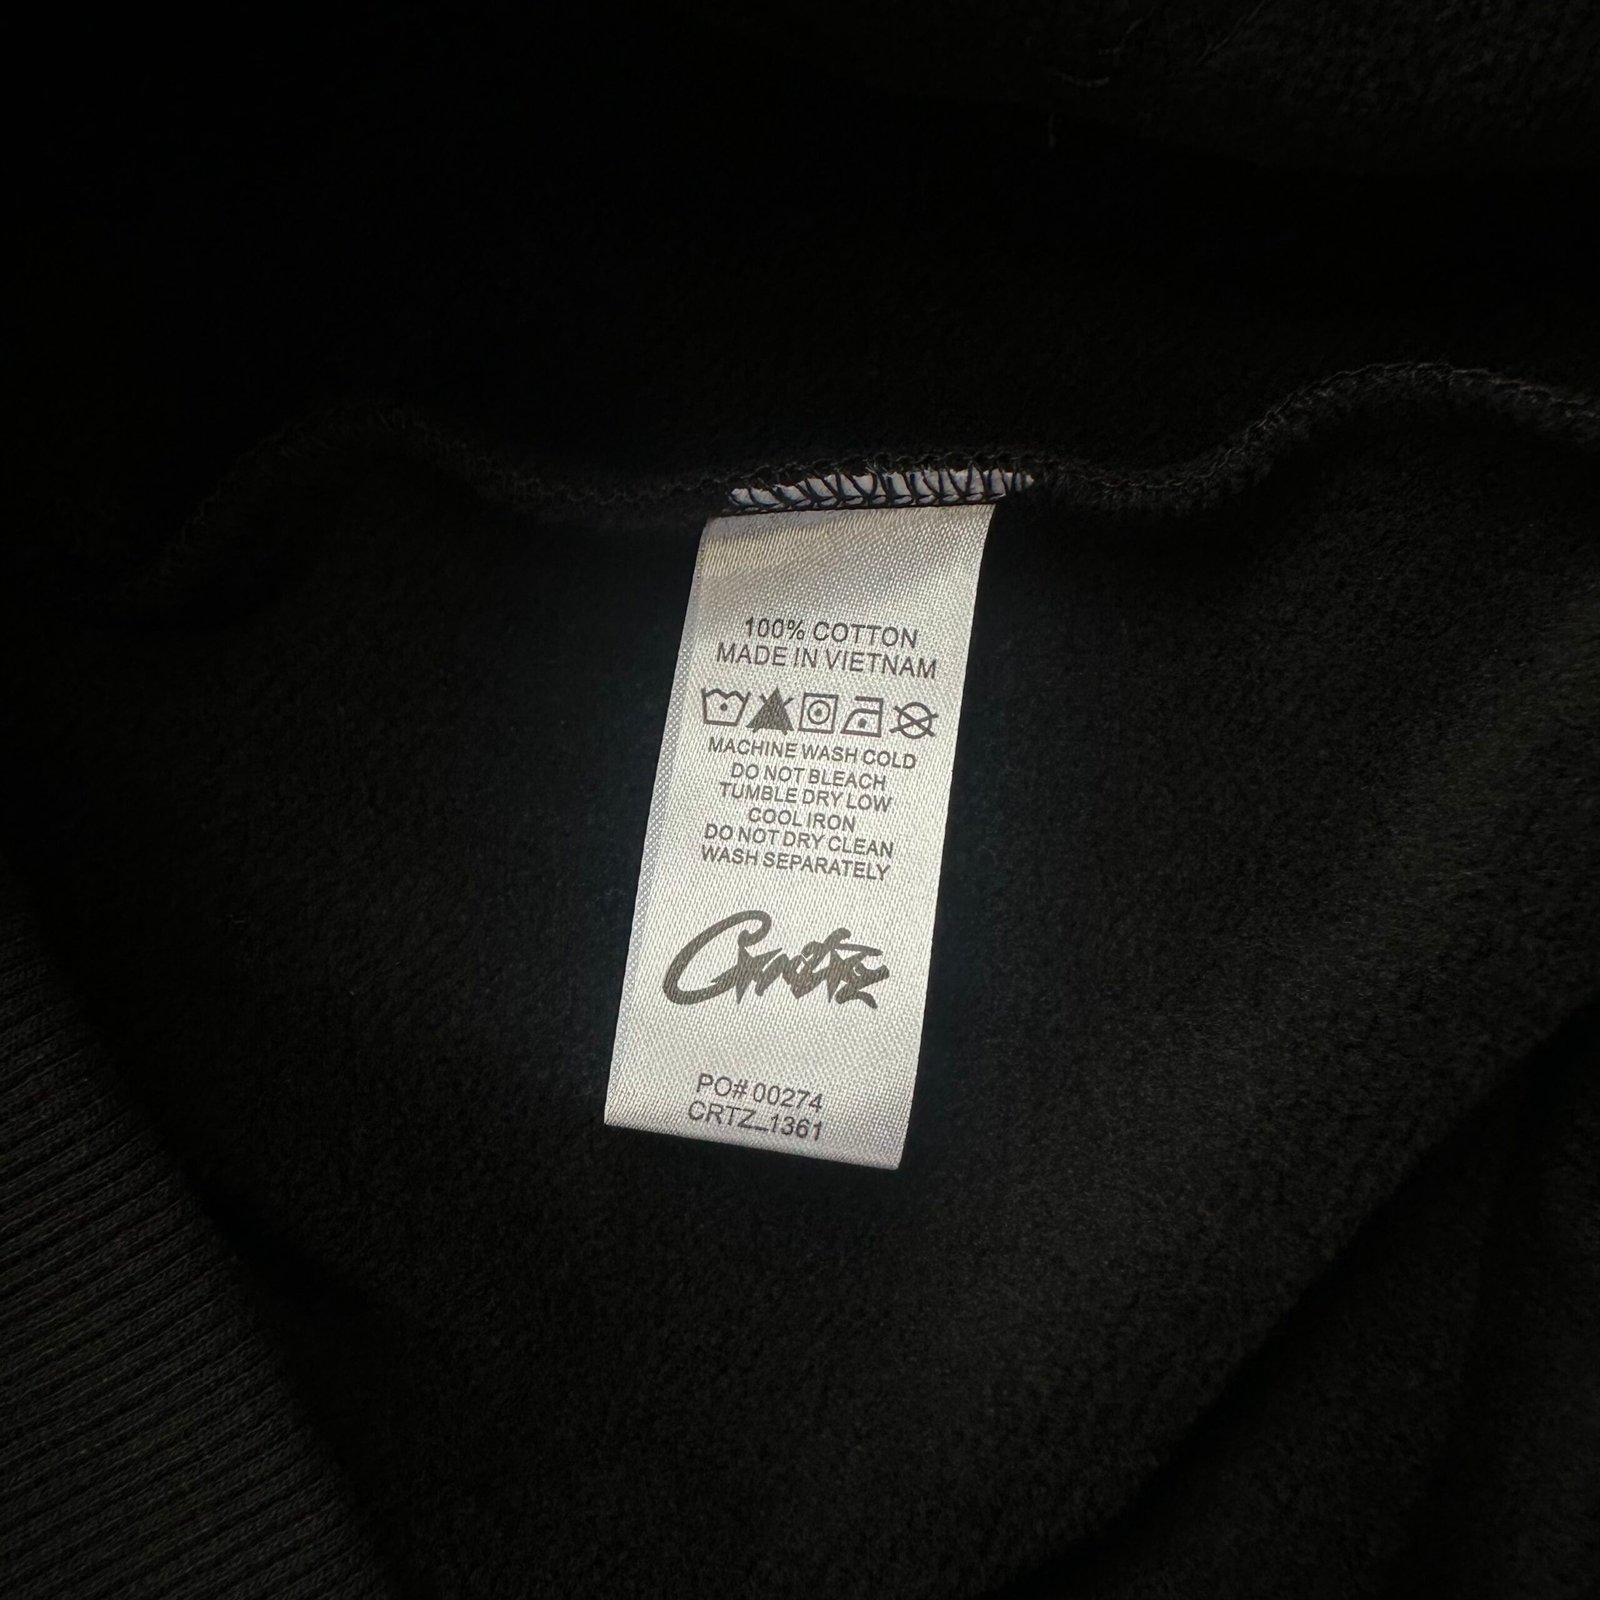 100% COTTON
MADE IN VIETNAM
MACHINE WASH COLD
DO NOT BLEACH
TUMBLE DRY LOW
COOL IRON
DO NOT DRY CLEAN
WASH SEPARATELY
Crtz
PO# 00274
CRTZ_1361